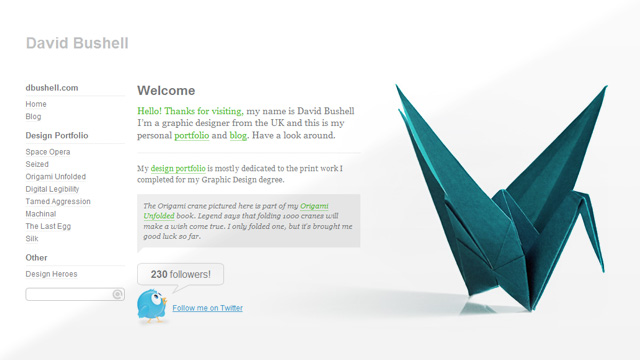 David Bushell
dbushell.com
Home
Blog
Design Portfolio
Space Opera
Seized
Origami Unfolded
Digital Legibility
Tamed Aggression
Machinal
The Last Egg
Silk
Other
Design Heroes
Welcome
Hello! Thanks for visiting, my name is David Bushell
I'm a graphic designer from the UK and this is my
personal portfolio and blog. Have a look around.
My design portfolio is mostly dedicated to the print work I
completed for my Graphic Design degree.
The Origami crane pictured here is part of my Origami
Unfolded book. Legend says that folding 1000 cranes will
make a wish come true. I only folded one, but it's brought me
good luck so far.
230 followers!
Follow me on Twitter